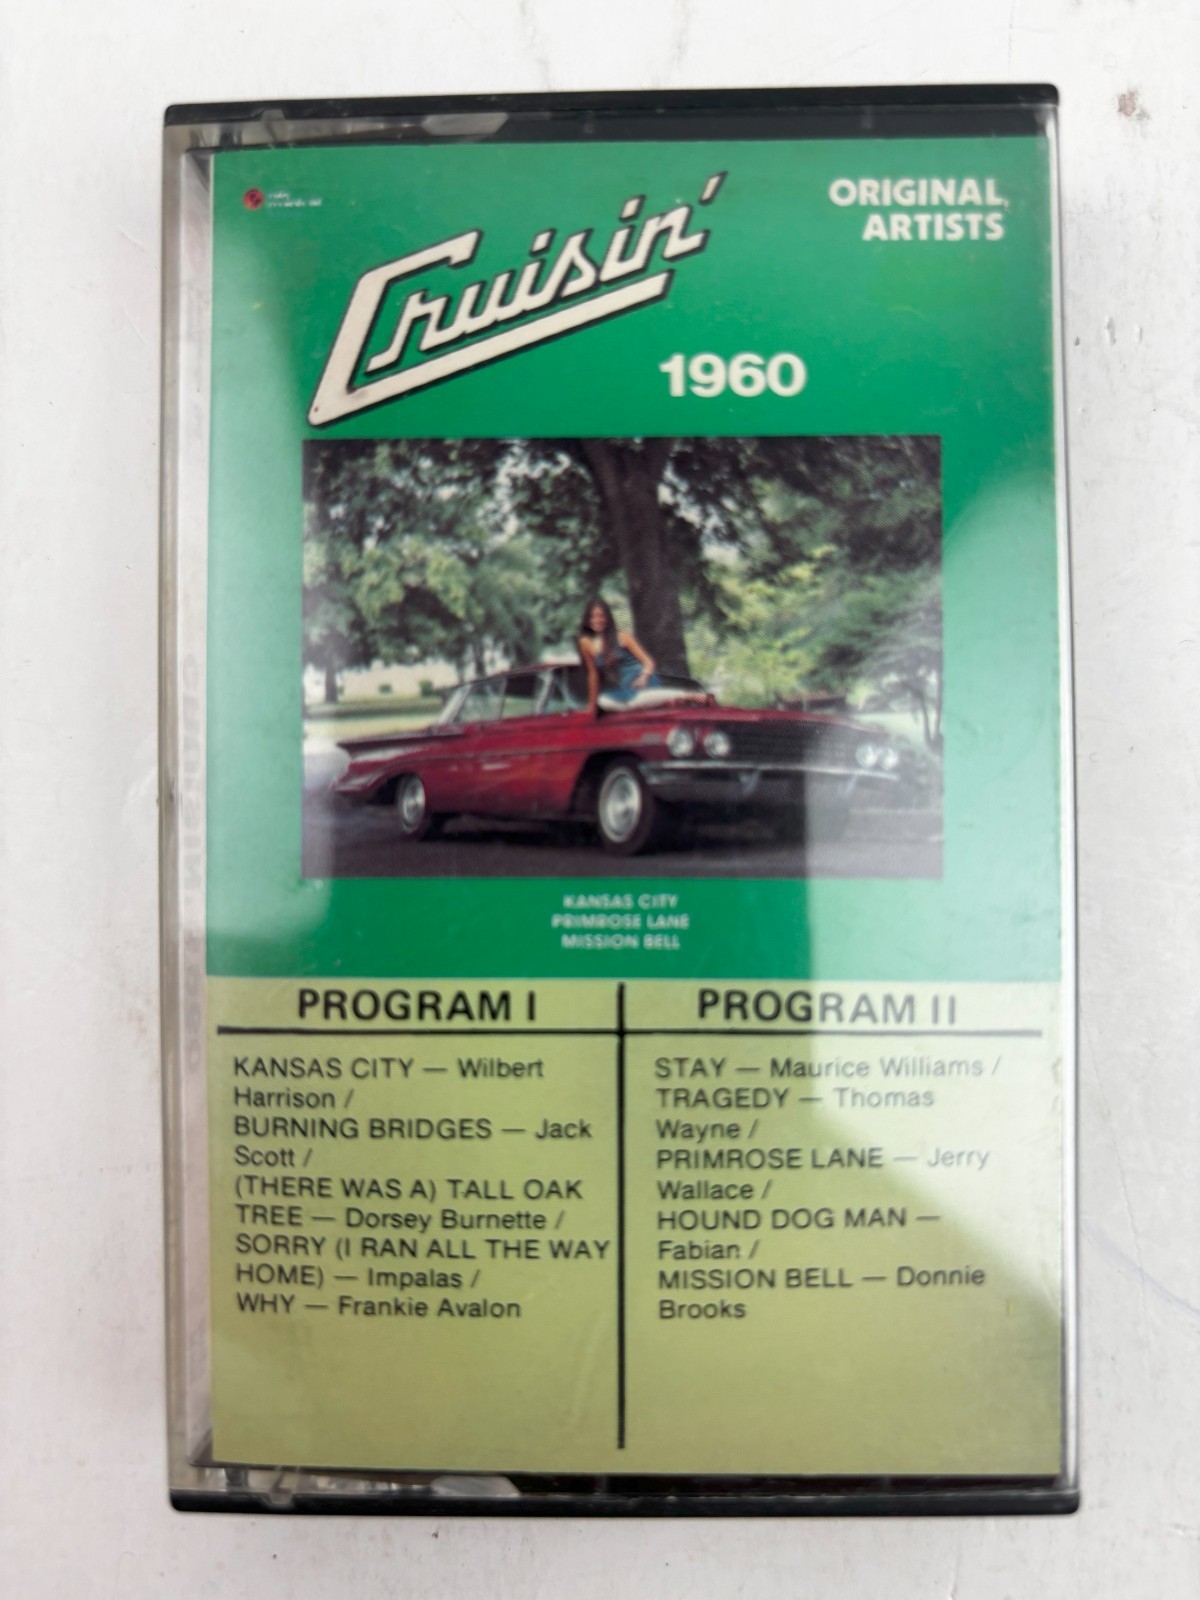 Cruisin'
ORIGINAL
ARTISTS
1960
KANSAS CITY
PRIMROSE LANE
MISSION BELL
PROGRAM I
KANSAS CITY — Wilbert
Harrison /
BURNING BRIDGES — Jack
Scott /
(THERE WAS A) TALL OAK
TREE — Dorsey Burnette /
SORRY (I RAN ALL THE WAY
HOME) — Impalas /
WHY — Frankie Avalon
PROGRAM II
STAY — Maurice Williams /
TRAGEDY — Thomas
Wayne /
PRIMROSE LANE — Jerry
Wallace /
HOUND DOG MAN —
Fabian /
MISSION BELL — Donnie
Brooks